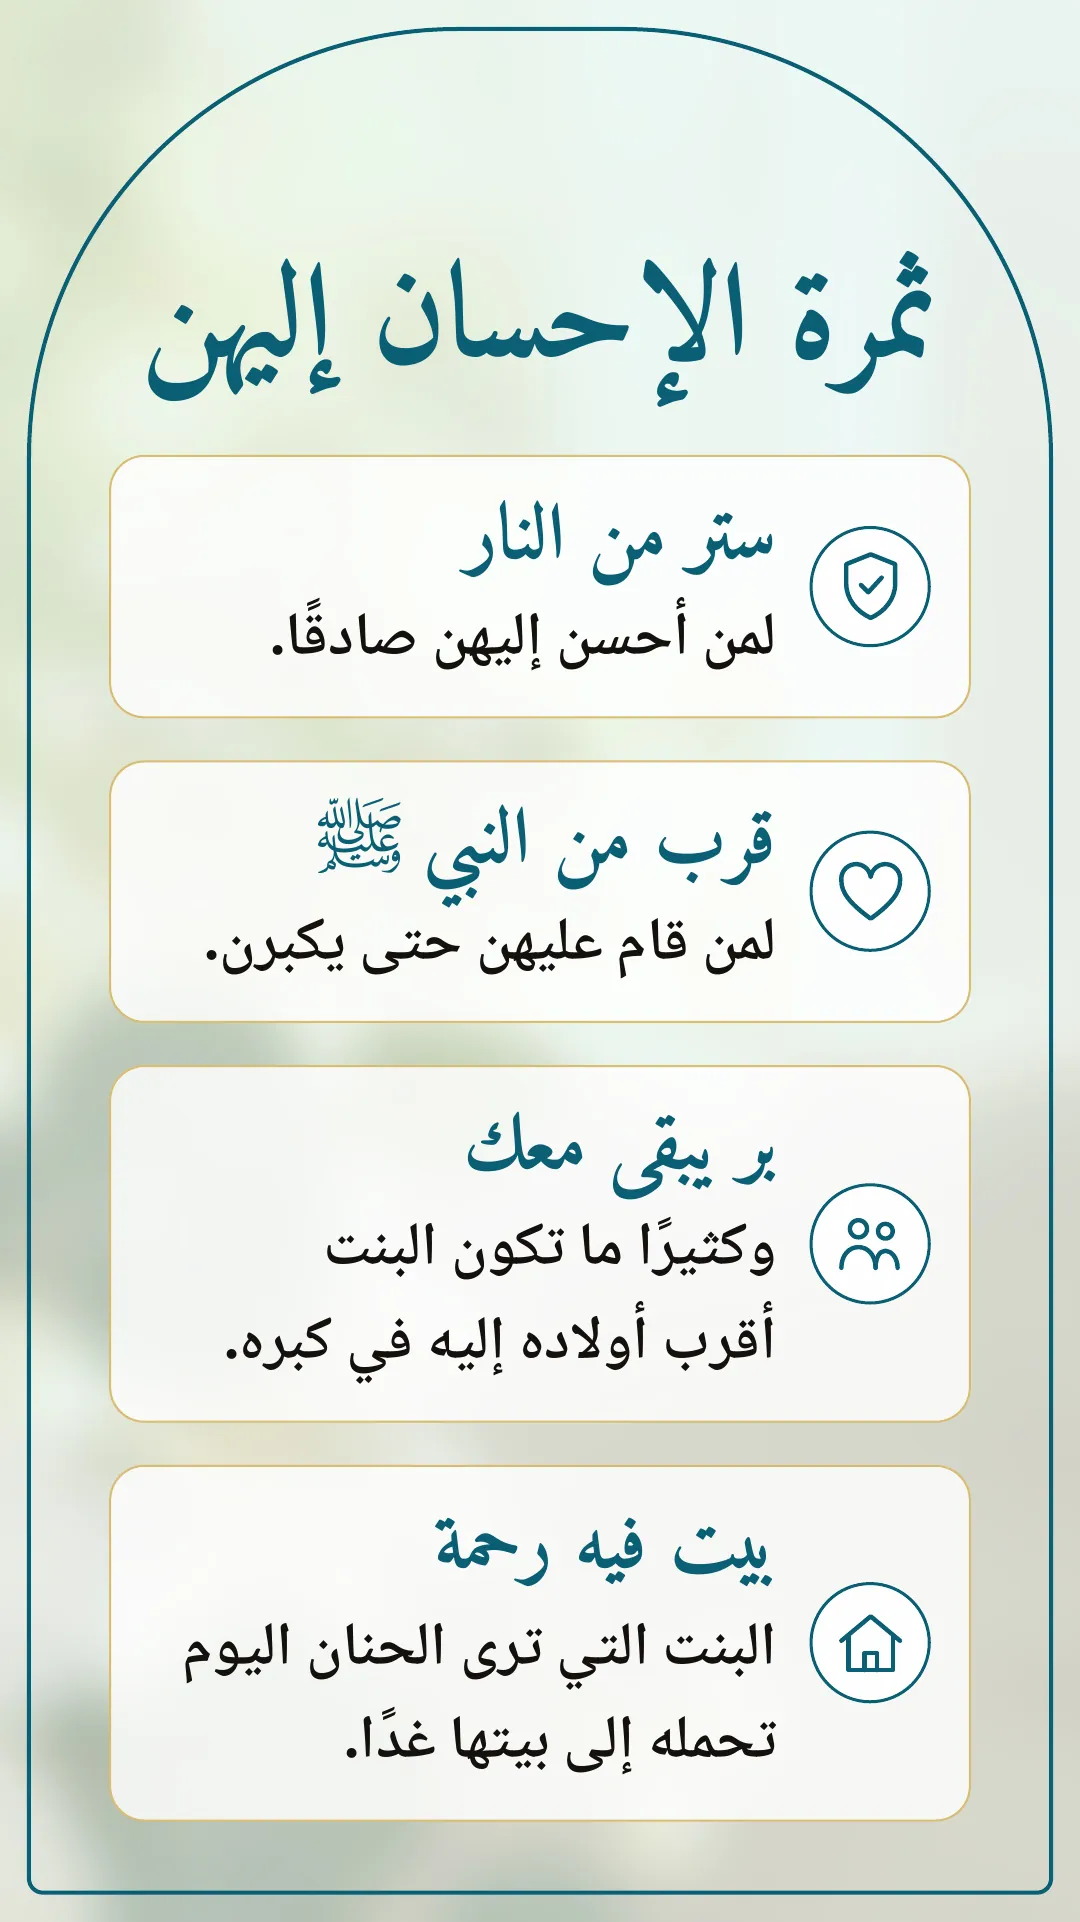 ثمرة الإحسان إليهن
ستر من النار
لمن أحسن إليهن صادقًا.
قرب من النبي ﷺ
لمن قام عليهن حتى يكبرن.
بر يبقى معك
وكثيرًا ما تكون البنت
أقرب أولاده إليه في كبره.
بيت فيه رحمة
البنت التي ترى الحنان اليوم
تحمله إلى بيتها غدًا.